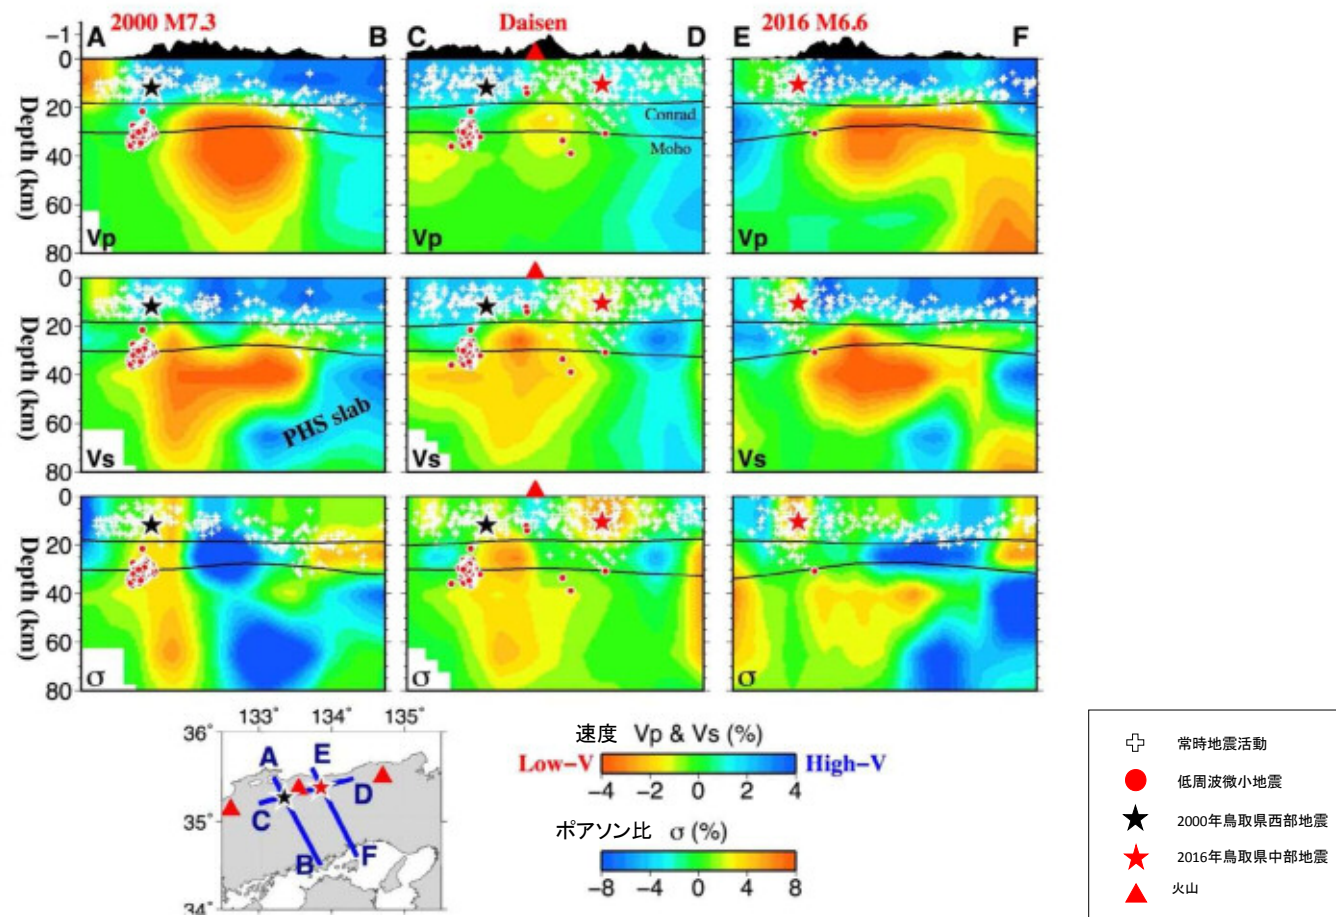 A 2000 M7.3 B
C Daisen D
E 2016 M6.6 F
−1
0
20
40
60
80
Depth (km)
Vp
Vp
Conrad
Moho
Vp
0
20
40
60
80
Depth (km)
Vs
PHS slab
Vs
Vs
0
20
40
60
80
Depth (km)
σ
σ
σ
133° 134° 135°
36°
35°
34°
A
E
C
D
B
F
速度 Vp & Vs (%)
Low−V
High−V
−4 −2 0 2 4
ポアソン比 σ (%)
−8 −4 0 4 8
常時地震活動
低周波微小地震
2000年鳥取県西部地震
2016年鳥取県中部地震
火山